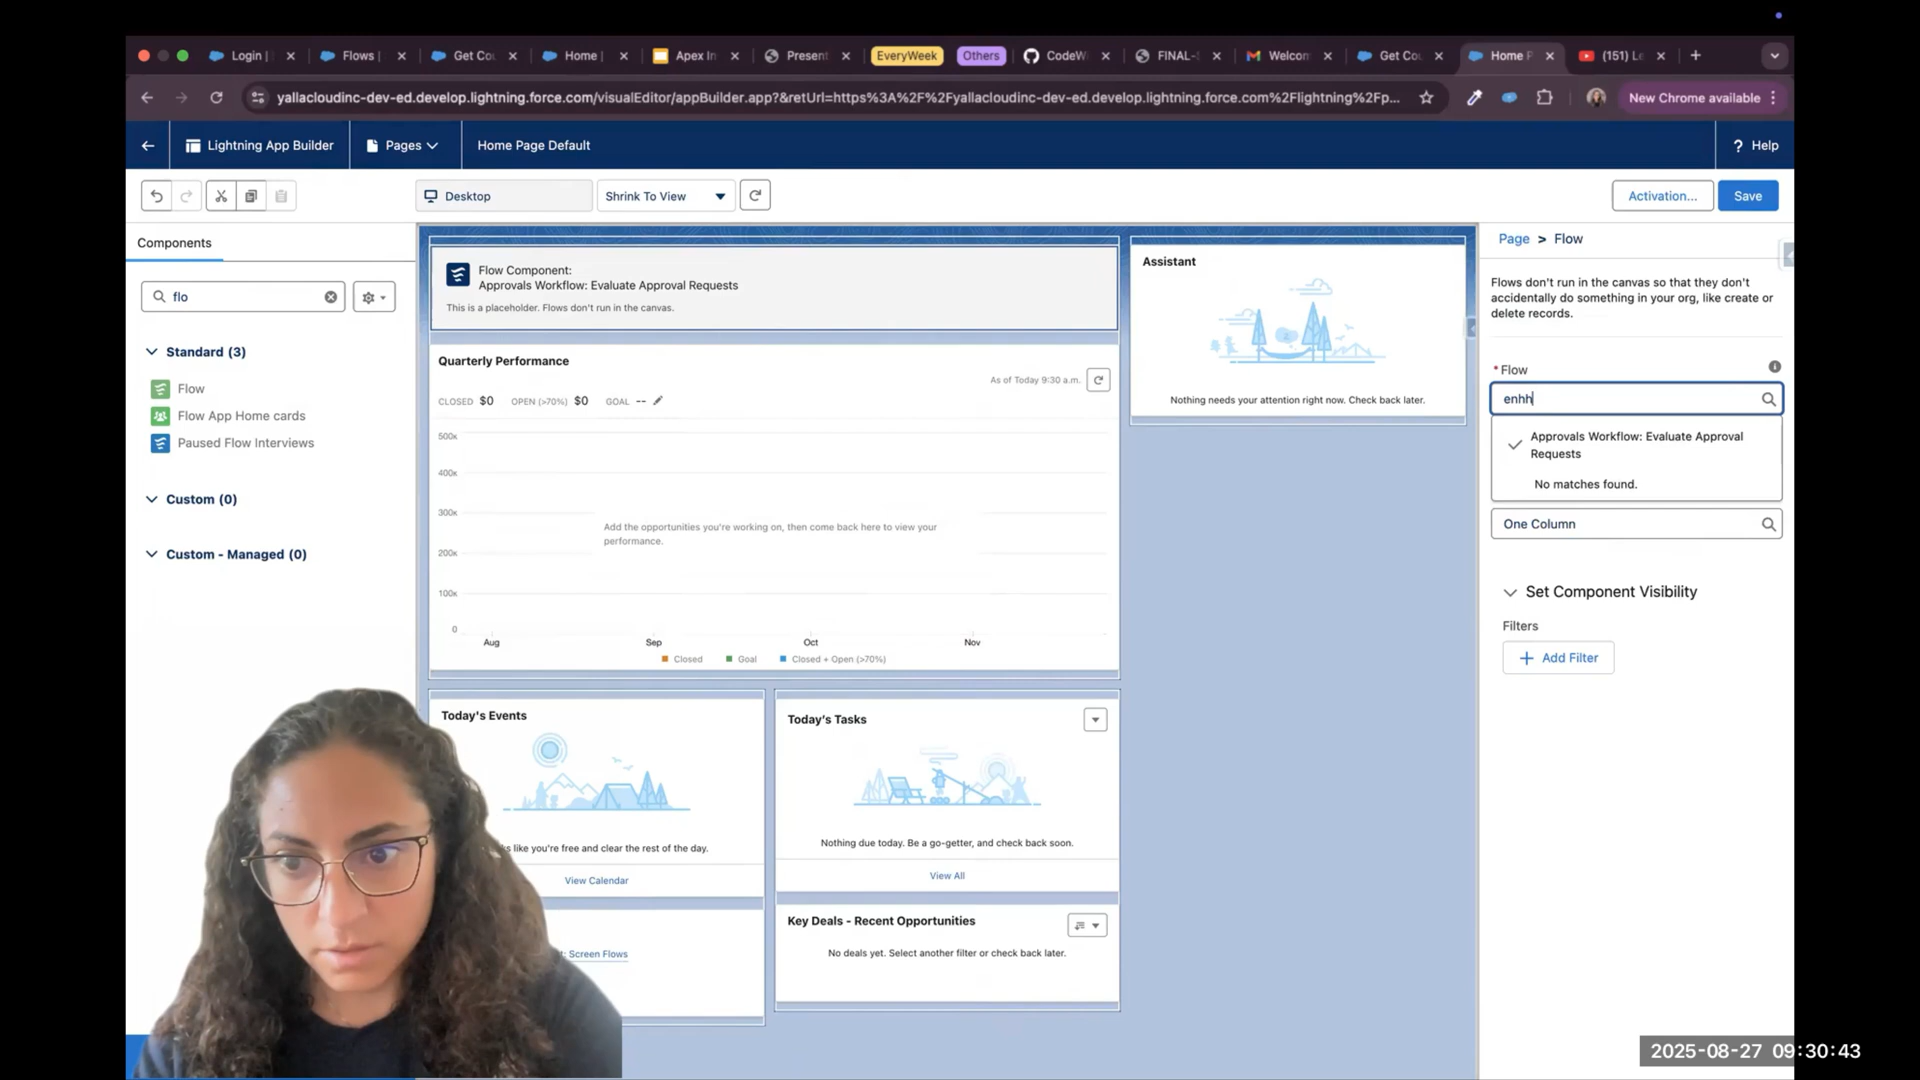 Login |
Flows |
Get Cou
Home |
Apex In
Present
EveryWeek
Others
CodeW
FINAL-
Welcom
Get Cou
Home P
(151) Le
yallacloudinc-dev-ed.develop.lightning.force.com/visualEditor/appBuilder.app?&retUrl=https%3A%2F%2Fyallacloudinc-dev-ed.develop.lightning.force.com%2Flightning%2Fp...
New Chrome available
Lightning App Builder
Pages
Home Page Default
? Help
Desktop
Shrink To View
Activation...
Save
Components
flo
Standard (3)
Flow
Flow App Home cards
Paused Flow Interviews
Custom (0)
Custom - Managed (0)
Flow Component:
Approvals Workflow: Evaluate Approval Requests
This is a placeholder. Flows don't run in the canvas.
Quarterly Performance
As of Today 9:30 a.m.
CLOSED $0 OPEN (>70%) $0 GOAL --
500K
400K
300K
200K
100K
0
Add the opportunities you're working on, then come back here to view your
performance.
Aug Sep Oct Nov
Closed Goal Closed + Open (>70%)
Today's Events
like you're free and clear the rest of the day.
View Calendar
Screen Flows
Today's Tasks
Nothing due today. Be a go-getter, and check back soon.
View All
Key Deals - Recent Opportunities
No deals yet. Select another filter or check back later.
Assistant
Nothing needs your attention right now. Check back later.
Page > Flow
Flows don't run in the canvas so that they don't
accidentally do something in your org, like create or
delete records.
* Flow
enhh
Approvals Workflow: Evaluate Approval
Requests
No matches found.
One Column
Set Component Visibility
Filters
+ Add Filter
2025-08-27 09:30:43